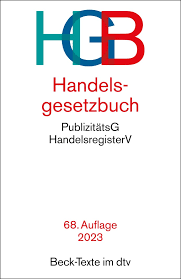 HGB
Handels-
gesetzbuch
PublizitätsG
HandelsregisterV
68. Auflage
2023
Beck-Texte im dtv